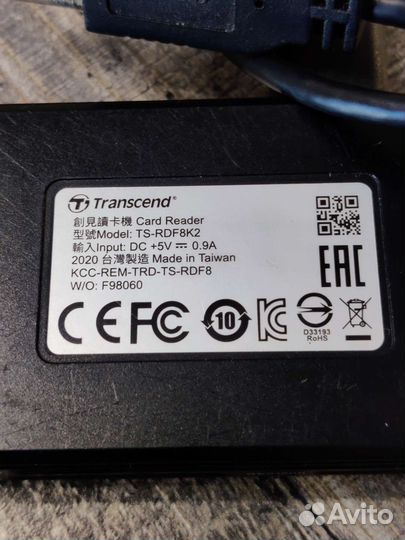 Transcend
創見讀卡機 Card Reader
型號Model: TS-RDF8K2
輸入Input: DC +5V ⎓ 0.9A
2020 台灣製造 Made in Taiwan
KCC-REM-TRD-TS-RDF8
W/O: F98060
EAC
CE FC 10 KC
D33193
RoHS
Avito